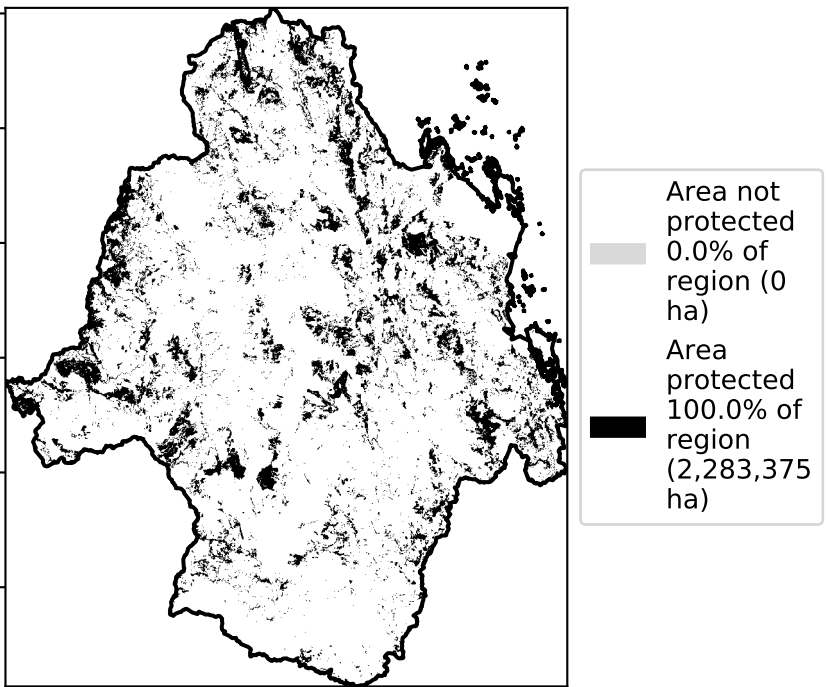 Area not
protected
0.0% of
region (0
ha)
Area
protected
100.0% of
region
(2,283,375
ha)